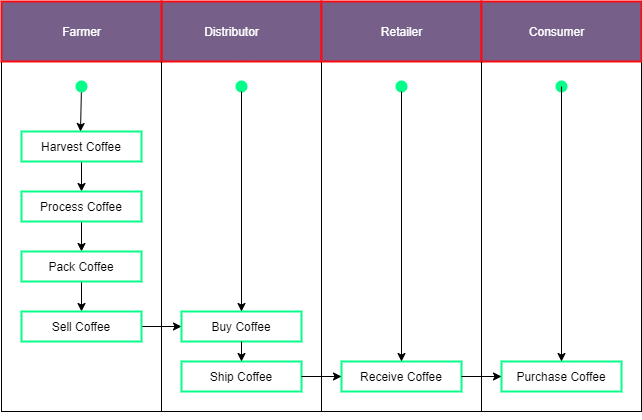 Farmer
Distributor
Retailer
Consumer
Harvest Coffee
Process Coffee
Pack Coffee
Sell Coffee
Buy Coffee
Ship Coffee
Receive Coffee
Purchase Coffee